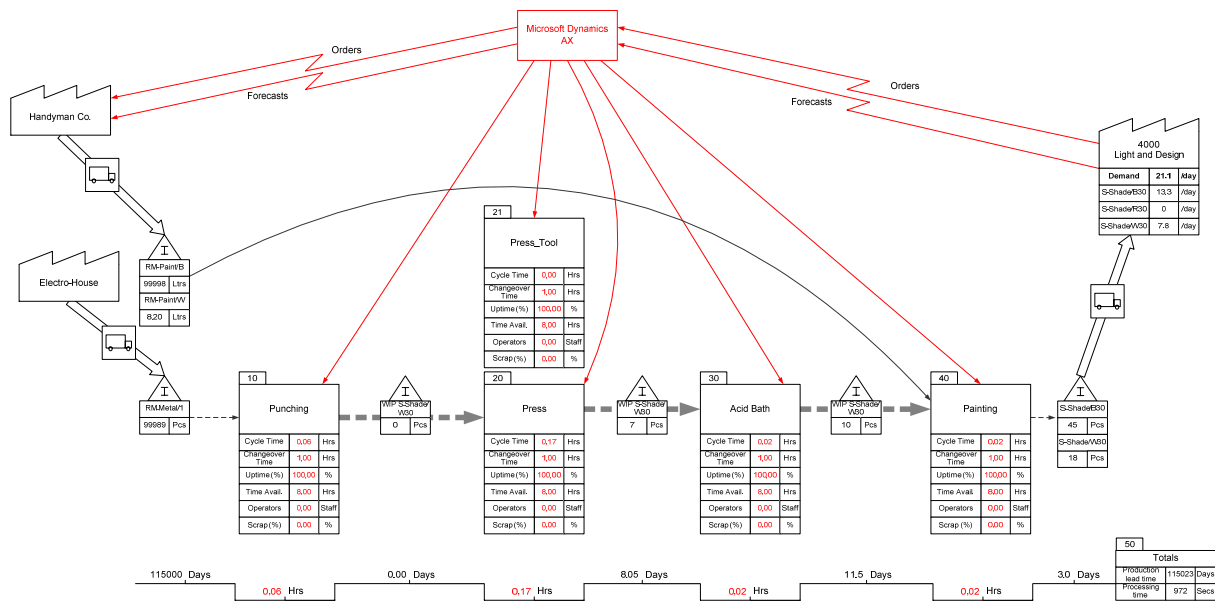 Microsoft Dynamics
AX
Orders
Forecasts
Orders
Forecasts
Handyman Co.
4000
Light and Design
Demand 21.1 /day
S-Shade/B30 13,3 /day
S-Shade/R30 0 /day
S-Shade/W30 7.8 /day
RM-Paint/B
99998 Ltrs
RM-Paint/W
8,20 Ltrs
Electro-House
21
Press_Tool
Cycle Time 0,00 Hrs
Changeover
Time 1,00 Hrs
Uptime(%) 100,00 %
Time Avail. 8,00 Hrs
Operators 0,00 Staff
Scrap(%) 0,00 %
I
RM-Metal/1
99989 Pcs
10
Punching
Cycle Time 0,06 Hrs
Changeover
Time 1,00 Hrs
Uptime(%) 100,00 %
Time Avail. 8,00 Hrs
Operators 0,00 Staff
Scrap(%) 0,00 %
I
WIP S-Shade/
W30
0 Pcs
20
Press
Cycle Time 0,17 Hrs
Changeover
Time 1,00 Hrs
Uptime(%) 100,00 %
Time Avail. 8,00 Hrs
Operators 0,00 Staff
Scrap(%) 0,00 %
I
WIP S-Shade/
W30
7 Pcs
30
Acid Bath
Cycle Time 0,02 Hrs
Changeover
Time 1,00 Hrs
Uptime(%) 100,00 %
Time Avail. 8,00 Hrs
Operators 0,00 Staff
Scrap(%) 0,00 %
I
WIP S-Shade/
W30
10 Pcs
40
Painting
Cycle Time 0,02 Hrs
Changeover
Time 1,00 Hrs
Uptime(%) 100,00 %
Time Avail. 8,00 Hrs
Operators 0,00 Staff
Scrap(%) 0,00 %
I
S-Shade/B30
45 Pcs
S-Shade/W30
18 Pcs
I
115000 Days
0,06 Hrs
0.00 Days
0,17 Hrs
8.05 Days
0,02 Hrs
11.5 Days
0,02 Hrs
3.0 Days
50
Totals
Production
lead time 115023 Days
Processing
time 972 Secs